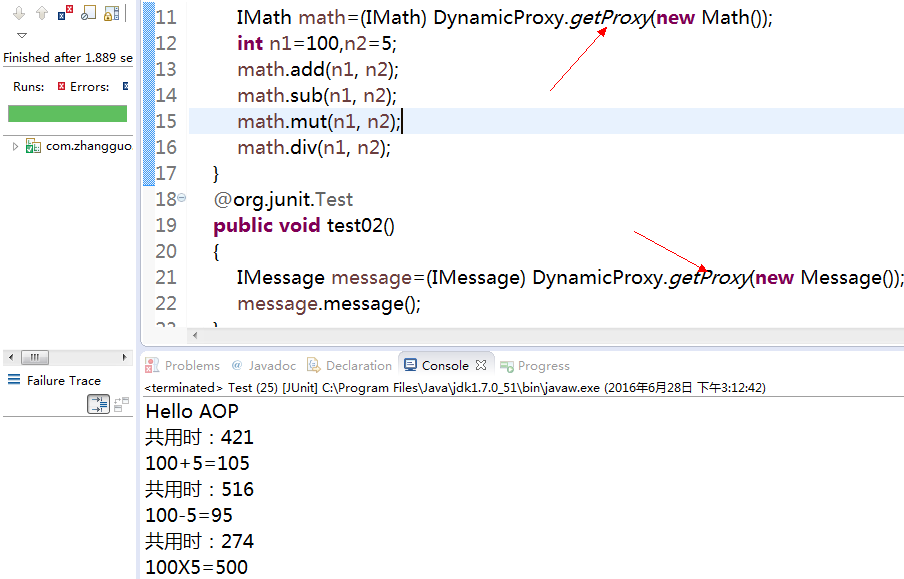 Finished after 1.889 se
Runs: Errors:
com.zhangguo
11 IMath math=(IMath) DynamicProxy.getProxy(new Math());
12 int n1=100,n2=5;
13 math.add(n1, n2);
14 math.sub(n1, n2);
15 math.mut(n1, n2);
16 math.div(n1, n2);
17 }
18 @org.junit.Test
19 public void test02()
20 {
21 IMessage message=(IMessage) DynamicProxy.getProxy(new Message());
22 message.message();
Failure Trace
Problems @ Javadoc Declaration Console Progress
<terminated> Test (25) [JUnit] C:\Program Files\Java\jdk1.7.0_51\bin\javaw.exe (2016年6月28日 下午3:12:42)
Hello AOP
共用时：421
100+5=105
共用时：516
100-5=95
共用时：274
100X5=500